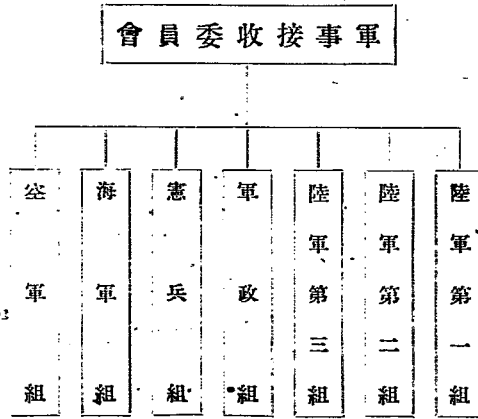 軍事接收委員會
陸軍第一組
陸軍第二組
陸軍第三組
軍政組
憲兵組
海軍組
空軍組